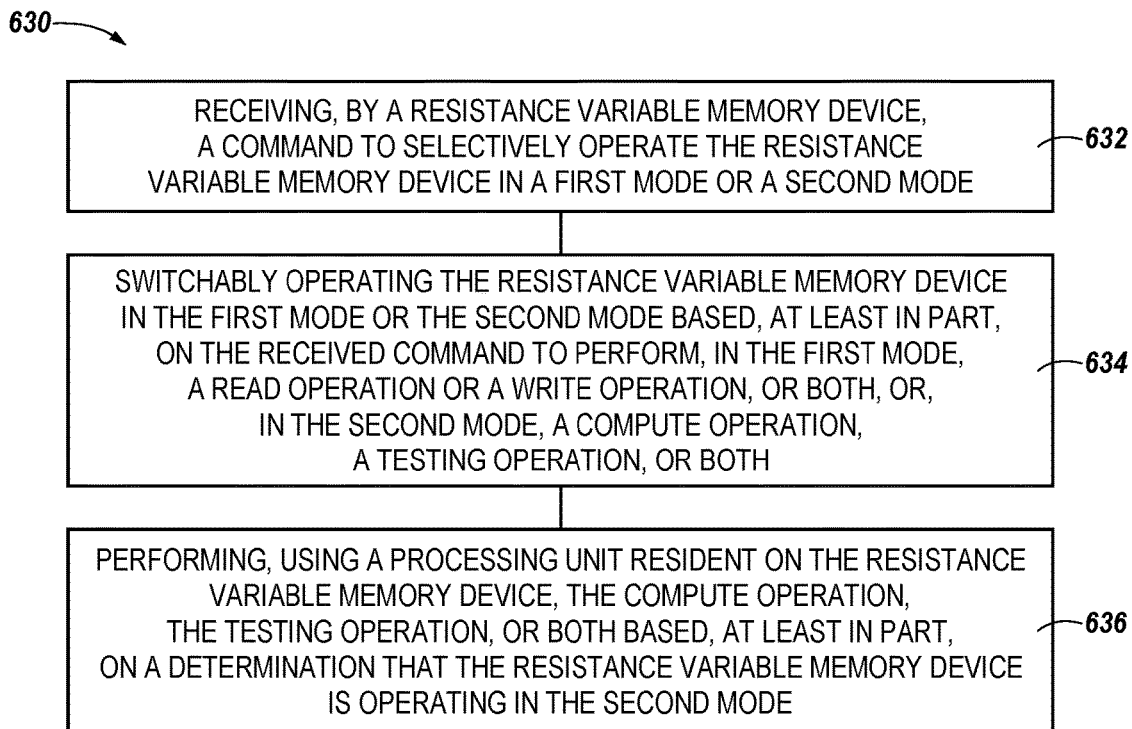 630
RECEIVING, BY A RESISTANCE VARIABLE MEMORY DEVICE,
A COMMAND TO SELECTIVELY OPERATE THE RESISTANCE
VARIABLE MEMORY DEVICE IN A FIRST MODE OR A SECOND MODE
632
SWITCHABLY OPERATING THE RESISTANCE VARIABLE MEMORY DEVICE
IN THE FIRST MODE OR THE SECOND MODE BASED, AT LEAST IN PART,
ON THE RECEIVED COMMAND TO PERFORM, IN THE FIRST MODE,
A READ OPERATION OR A WRITE OPERATION, OR BOTH, OR,
IN THE SECOND MODE, A COMPUTE OPERATION,
A TESTING OPERATION, OR BOTH
634
PERFORMING, USING A PROCESSING UNIT RESIDENT ON THE RESISTANCE
VARIABLE MEMORY DEVICE, THE COMPUTE OPERATION,
THE TESTING OPERATION, OR BOTH BASED, AT LEAST IN PART,
ON A DETERMINATION THAT THE RESISTANCE VARIABLE MEMORY DEVICE
IS OPERATING IN THE SECOND MODE
636